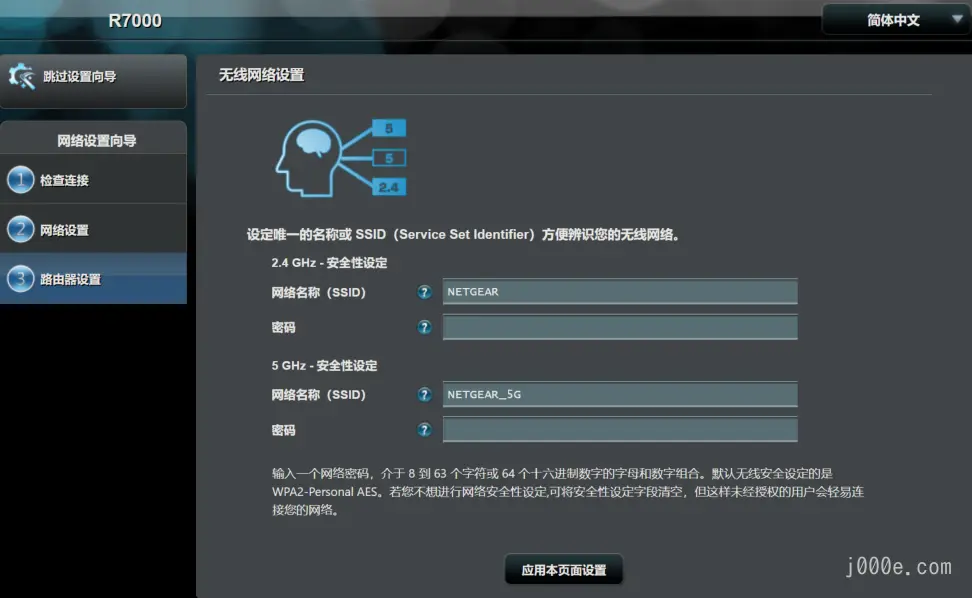 R7000
简体中文
跳过设置向导
网络设置向导
1 检查连接
2 网络设置
3 路由器设置
无线网络设置
5
5
2.4
设定唯一的名称或 SSID（Service Set Identifier）方便辨识您的无线网络。
2.4 GHz - 安全性设定
网络名称（SSID） ? NETGEAR
密码 ?
5 GHz - 安全性设定
网络名称（SSID） ? NETGEAR_5G
密码 ?
输入一个网络密码，介于 8 到 63 个字符或 64 个十六进制数字的字母和数字组合。默认无线安全设定的是
WPA2-Personal AES。若您不想进行网络安全性设定,可将安全性设定字段清空，但这样未经授权的用户会轻易连
接您的网络。
应用本页面设置
j000e.com